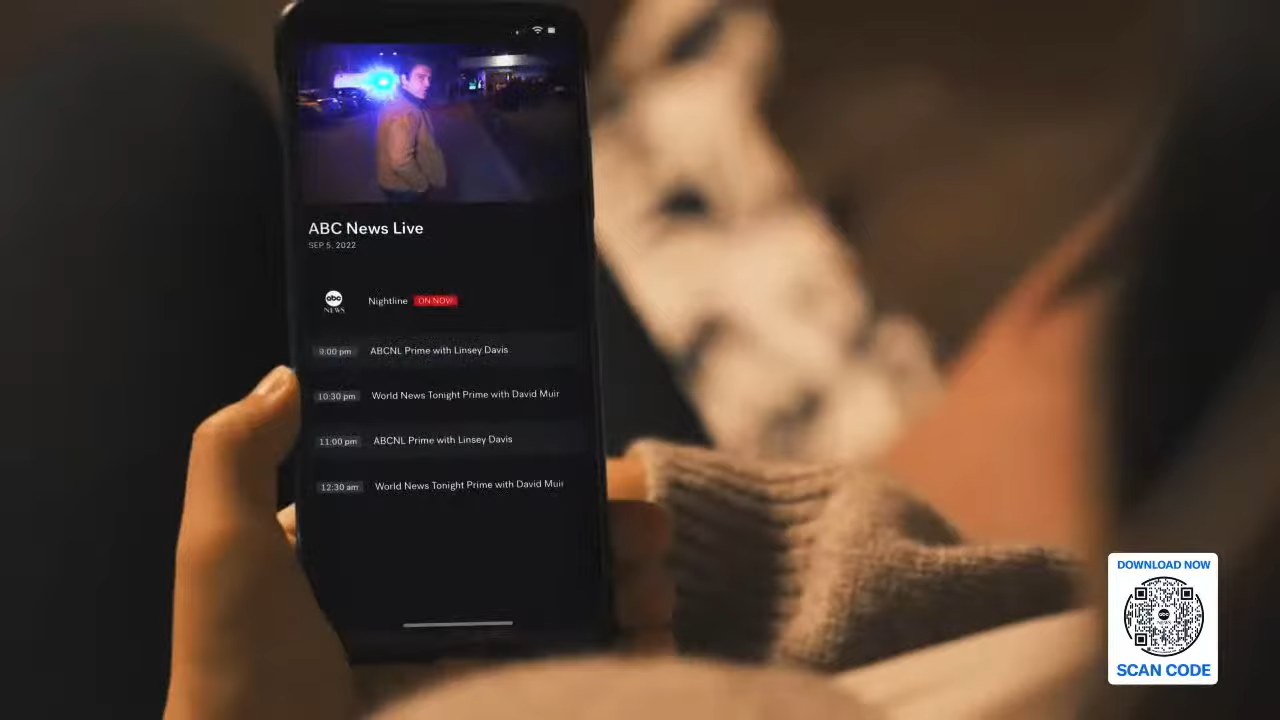 ABC News Live
SEP 5, 2022
abc
NEWS
Nightline ON NOW
9:00 pm ABCNL Prime with Linsey Davis
10:30 pm World News Tonight Prime with David Muir
11:00 pm ABCNL Prime with Linsey Davis
12:30 am World News Tonight Prime with David Muir
DOWNLOAD NOW
abc
NEWS
SCAN CODE